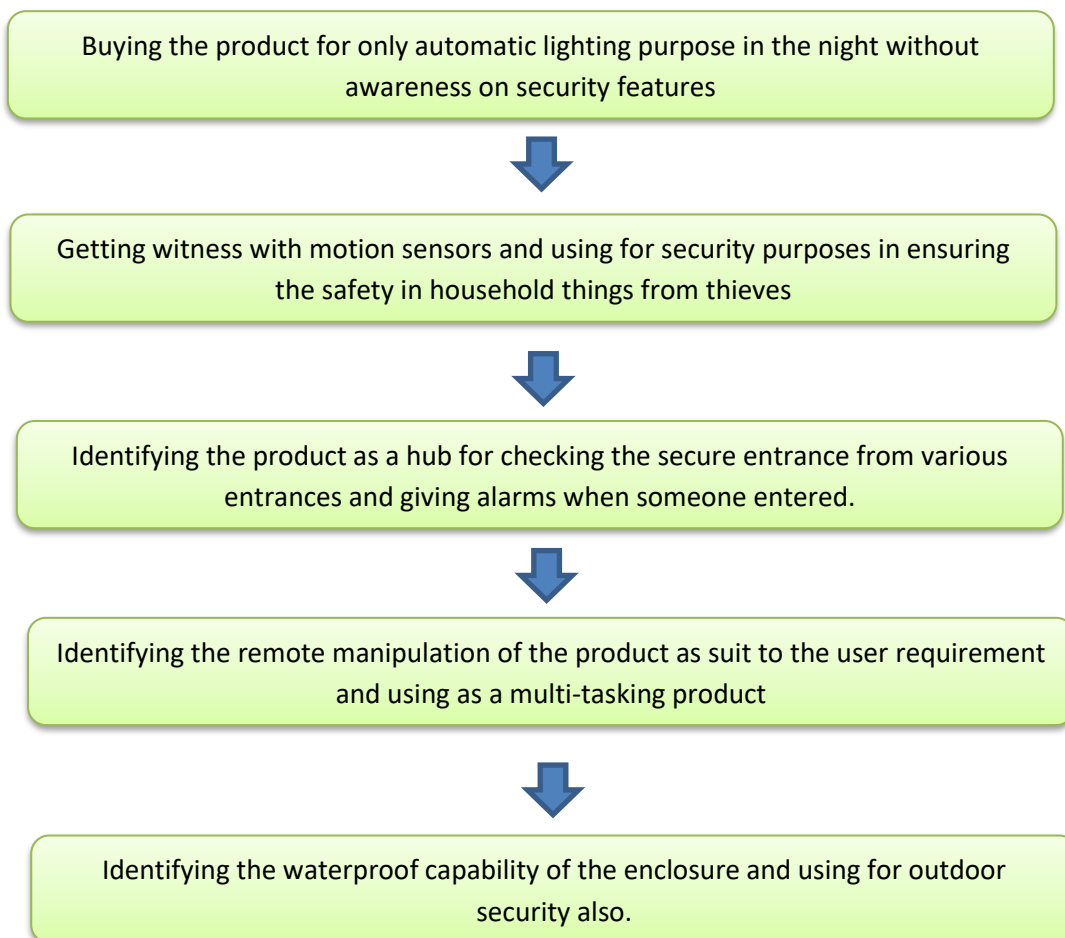 Buying the product for only automatic lighting purpose in the night without
awareness on security features
Getting witness with motion sensors and using for security purposes in ensuring
the safety in household things from thieves
Identifying the product as a hub for checking the secure entrance from various
entrances and giving alarms when someone entered.
Identifying the remote manipulation of the product as suit to the user requirement
and using as a multi-tasking product
Identifying the waterproof capability of the enclosure and using for outdoor
security also.